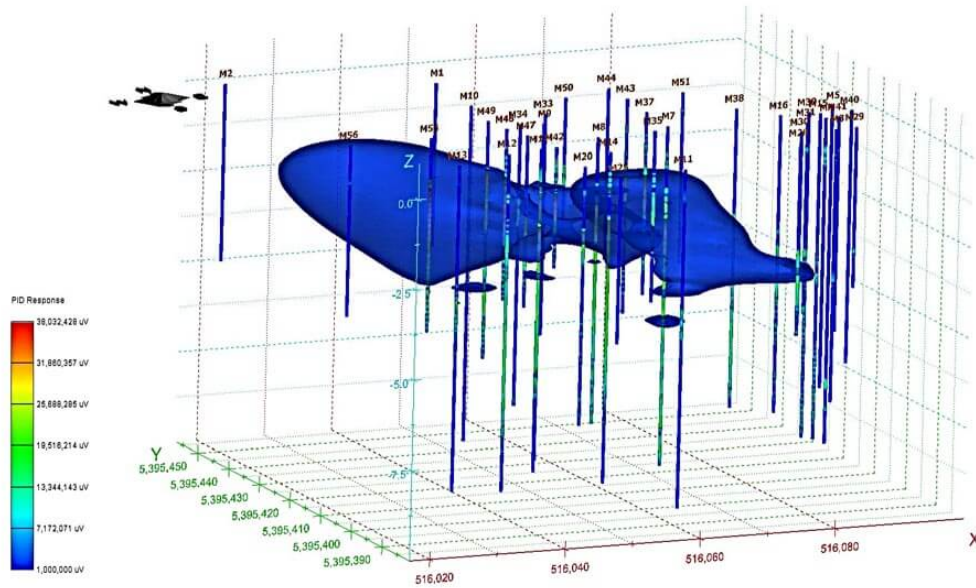 M2
M1
M44
M50
M51
M43
M10
M33
M37
M38
M16
M5
M40
M49
M34
M9
M29
M47
M35
M7
M56
M42
M8
M12
M14
M13
M20
M11
Z
0.0
-2.5
-5.0
-7.5
PID Response
38,032,428 uV
31,860,357 uV
25,688,285 uV
19,516,214 uV
13,344,143 uV
7,172,071 uV
1,000,000 uV
Y
5,395,450
5,395,440
5,395,430
5,395,420
5,395,410
5,395,400
5,395,390
X
516,020
516,040
516,060
516,080